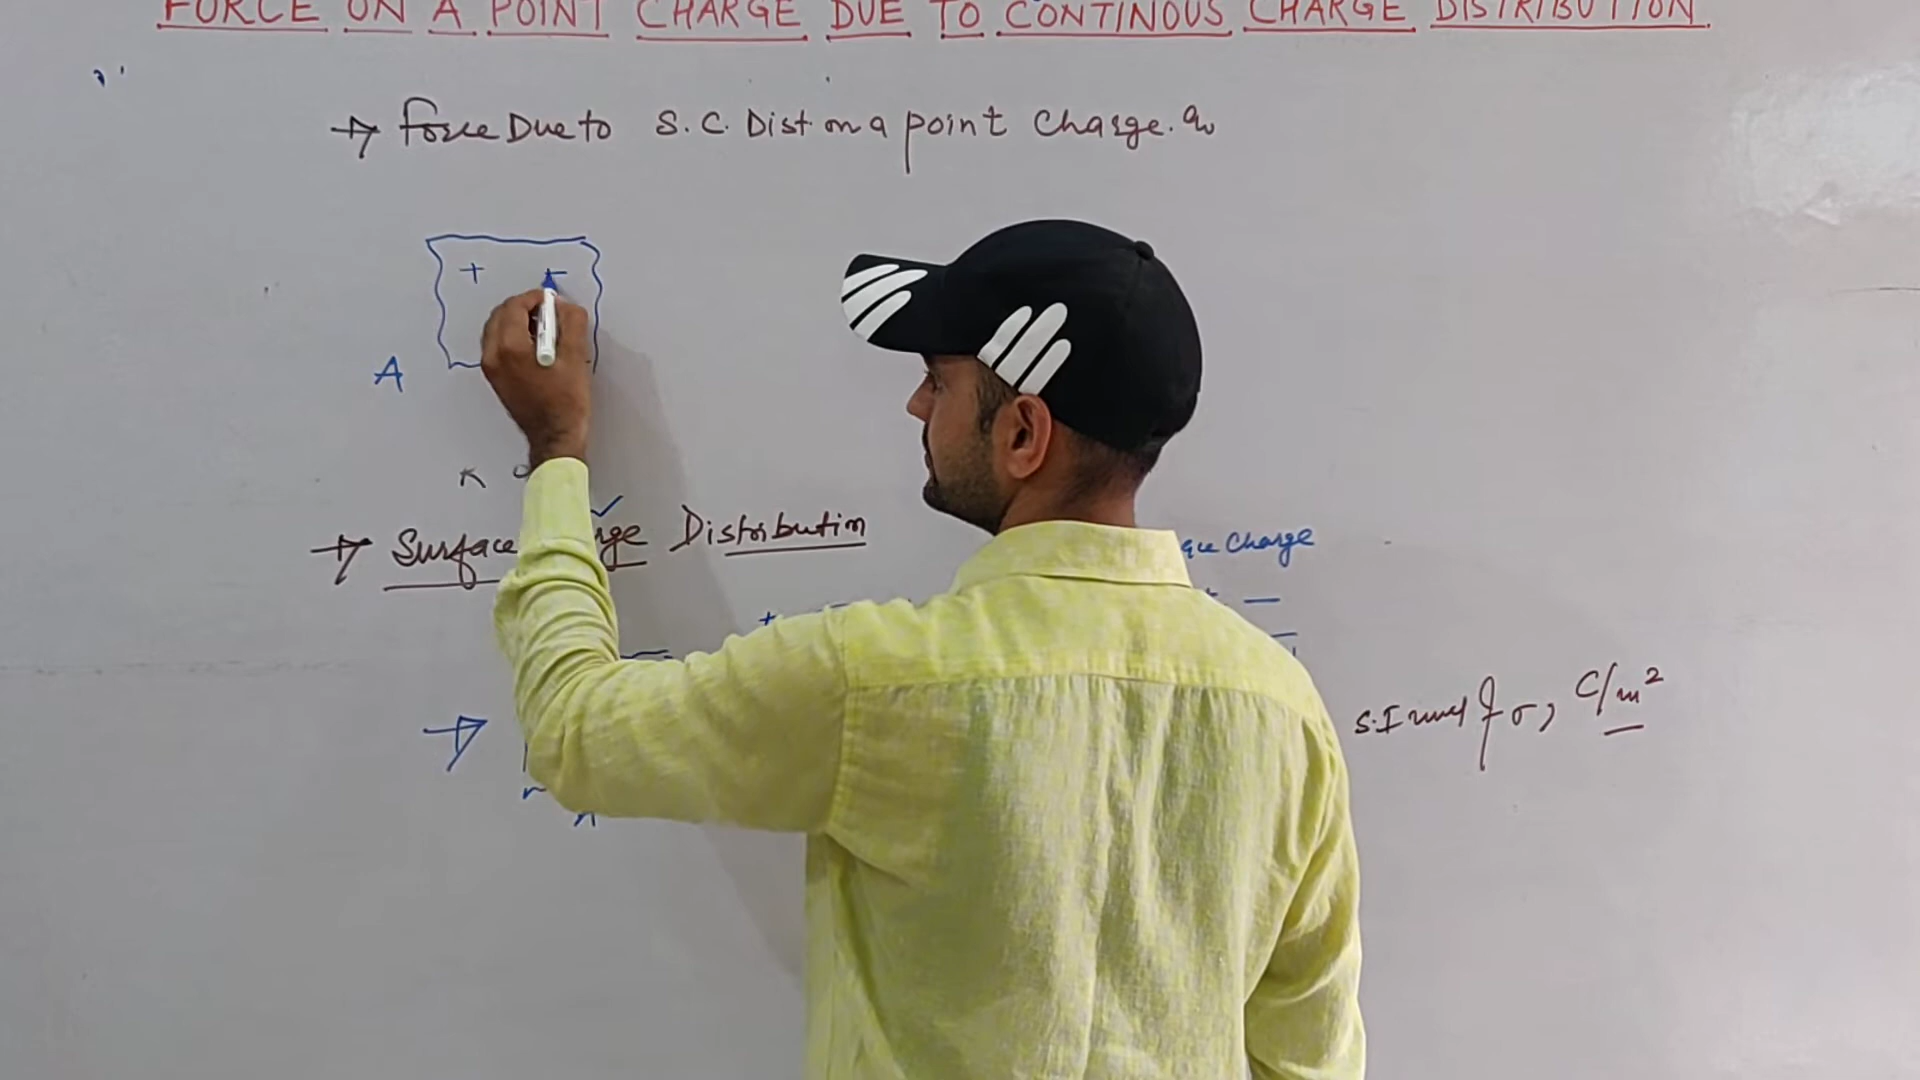 FORCE ON A POINT CHARGE DUE TO CONTINOUS CHARGE DISTRIBUTION.
Force Due to S.C. Dist on a point Charge. q₀
+
A
Surface Distribution
Charge
+ —
S.I of σ, C/m²